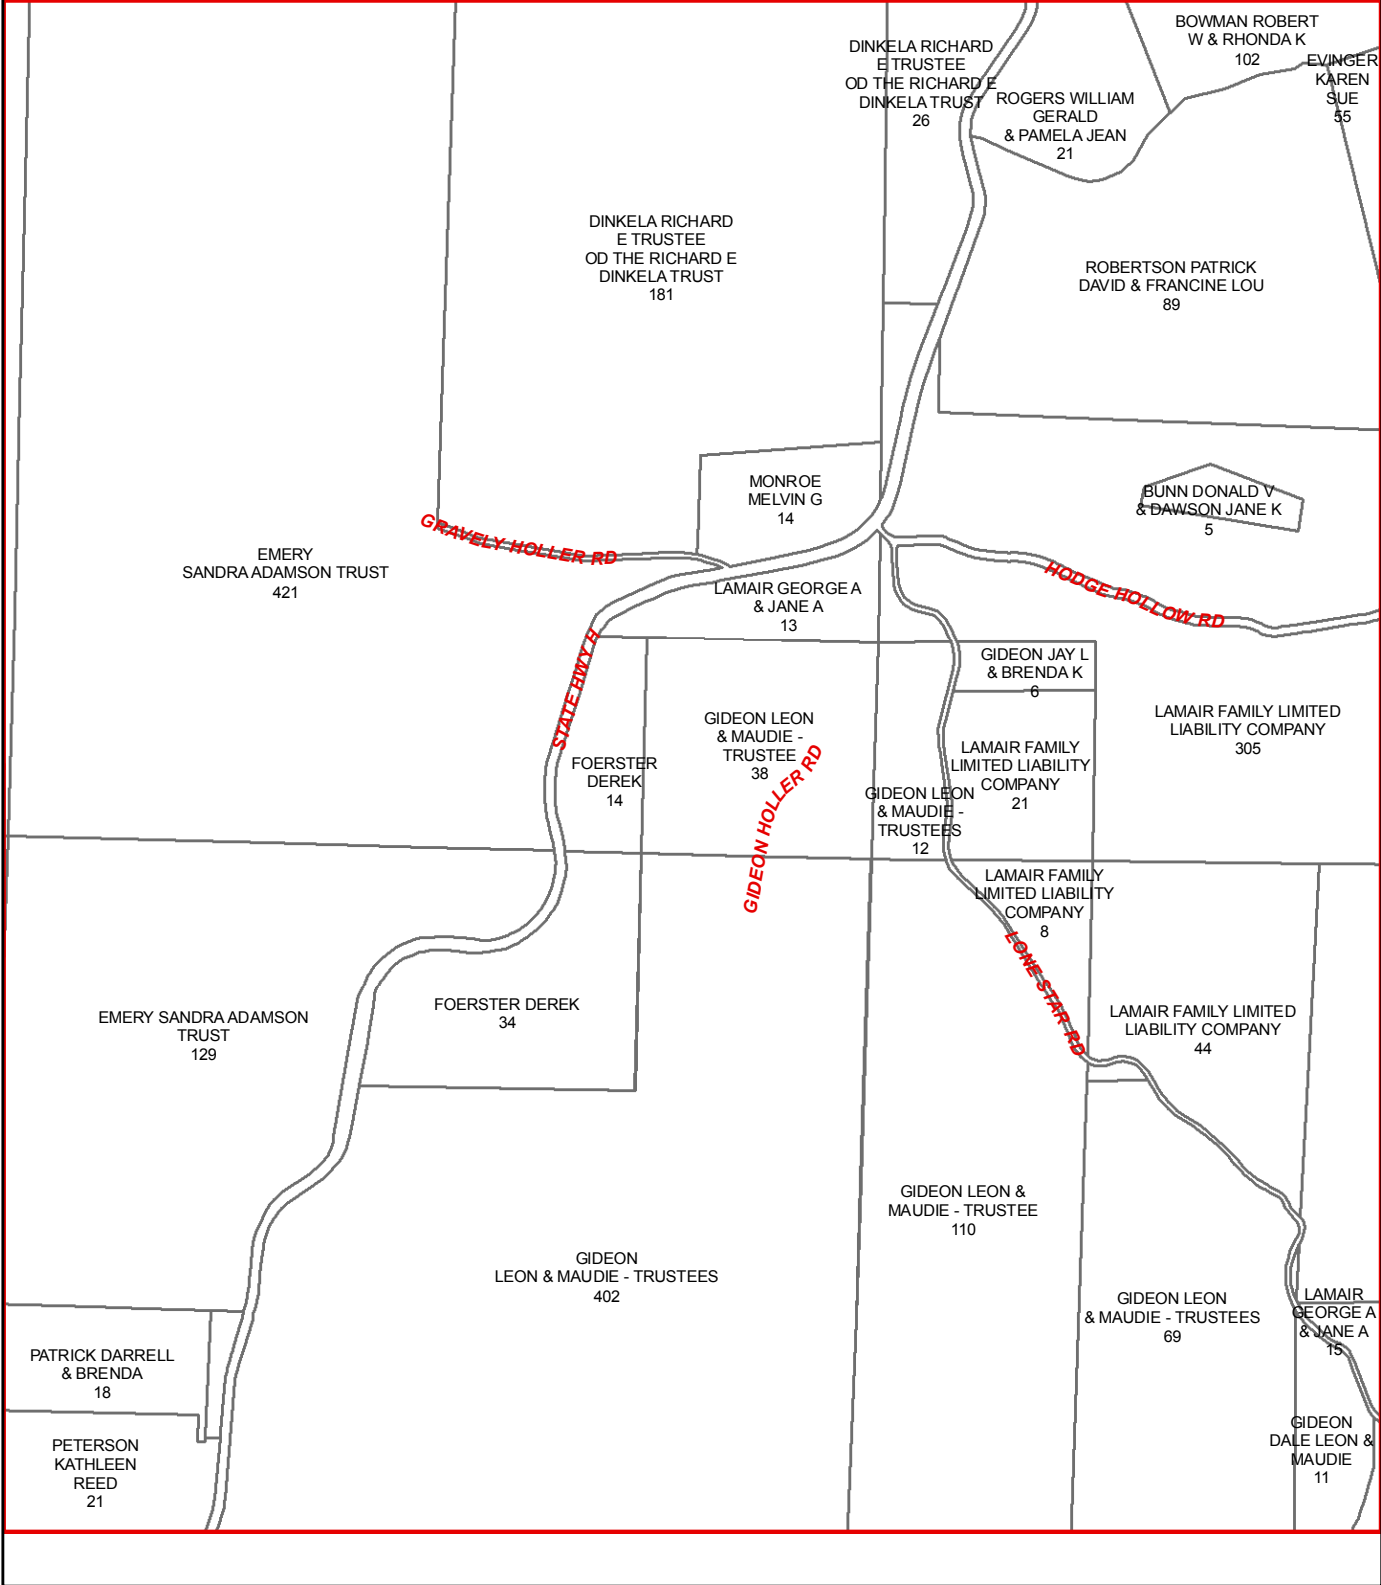 BOWMAN ROBERT
W & RHONDA K
102
DINKELA RICHARD
E TRUSTEE
OD THE RICHARD E
DINKELA TRUST
26
EVINGER
KAREN
SUE
55
ROGERS WILLIAM
GERALD
& PAMELA JEAN
21
DINKELA RICHARD
E TRUSTEE
OD THE RICHARD E
DINKELA TRUST
181
ROBERTSON PATRICK
DAVID & FRANCINE LOU
89
MONROE
MELVIN G
14
BUNN DONALD V
& DAWSON JANE K
5
GRAVELY HOLLER RD
EMERY
SANDRA ADAMSON TRUST
421
LAMAIR GEORGE A
& JANE A
13
HODGE HOLLOW RD
STATE HWY H
GIDEON JAY L
& BRENDA K
6
GIDEON LEON
& MAUDIE -
TRUSTEE
38
LAMAIR FAMILY LIMITED
LIABILITY COMPANY
305
FOERSTER
DEREK
14
GIDEON HOLLER RD
LAMAIR FAMILY
LIMITED LIABILITY
COMPANY
21
GIDEON LEON
& MAUDIE -
TRUSTEES
12
LAMAIR FAMILY
LIMITED LIABILITY
COMPANY
8
LONE STAR RD
FOERSTER DEREK
34
EMERY SANDRA ADAMSON
TRUST
129
LAMAIR FAMILY LIMITED
LIABILITY COMPANY
44
GIDEON LEON &
MAUDIE - TRUSTEE
110
GIDEON
LEON & MAUDIE - TRUSTEES
402
GIDEON LEON
& MAUDIE - TRUSTEES
69
LAMAIR
GEORGE A
& JANE A
15
PATRICK DARRELL
& BRENDA
18
GIDEON
DALE LEON &
MAUDIE
11
PETERSON
KATHLEEN
REED
21